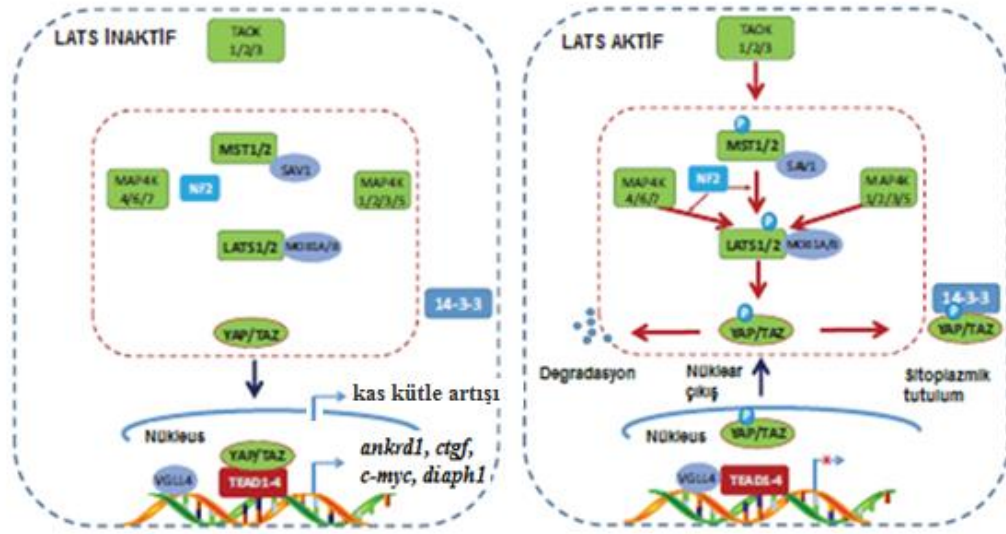 LATS İNAKTİF
TAOK
1/2/3
MST1/2
SAV1
MAP4K
4/6/7
NF2
MAP4K
1/2/3/5
LATS1/2
MOB1A/B
14-3-3
YAP/TAZ
kas kütle artışı
Nükleus
YAP/TAZ
ankrd1, ctgf,
c-myc, diaph1
VGLL4
TEAD1-4
LATS AKTİF
TAOK
1/2/3
P
MST1/2
SAV1
MAP4K
4/6/7
NF2
MAP4K
1/2/3/5
P
LATS1/2
MOB1A/B
14-3-3
P
YAP/TAZ
P
YAP/TAZ
Degradasyon
Nüklear
çıkış
Sitoplazmik
tutulum
P
Nükleus
YAP/TAZ
VGLL4
TEAD1-4